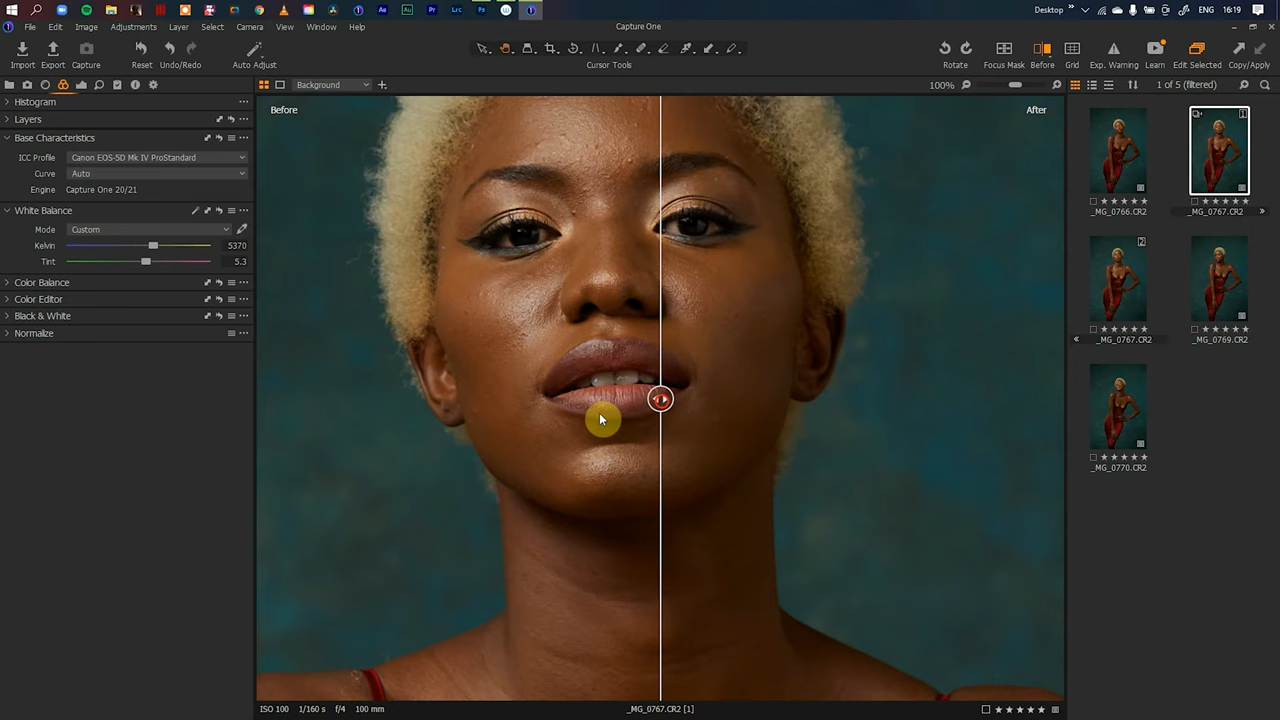 Desktop
16:19
File Edit Image Adjustments Layer Select Camera View Window Help
Capture One
Import Export Capture Reset Undo/Redo Auto Adjust Cursor Tools Rotate Focus Mask Before Grid Exp. Warning Learn Edit Selected Copy/Apply
Background
100%
1 of 5 (filtered)
Histogram
Layers
Base Characteristics
ICC Profile Canon EOS-5D Mk IV ProStandard
Curve Auto
Engine Capture One 20/21
White Balance
Mode Custom
Kelvin 5370
Tint 5.3
Color Balance
Color Editor
Black & White
Normalize
Before
After
1
_MG_0766.CR2
_MG_0767.CR2
2
_MG_0767.CR2
_MG_0769.CR2
_MG_0770.CR2
ISO 100 1/160 s f/4 100 mm
_MG_0767.CR2 [1]